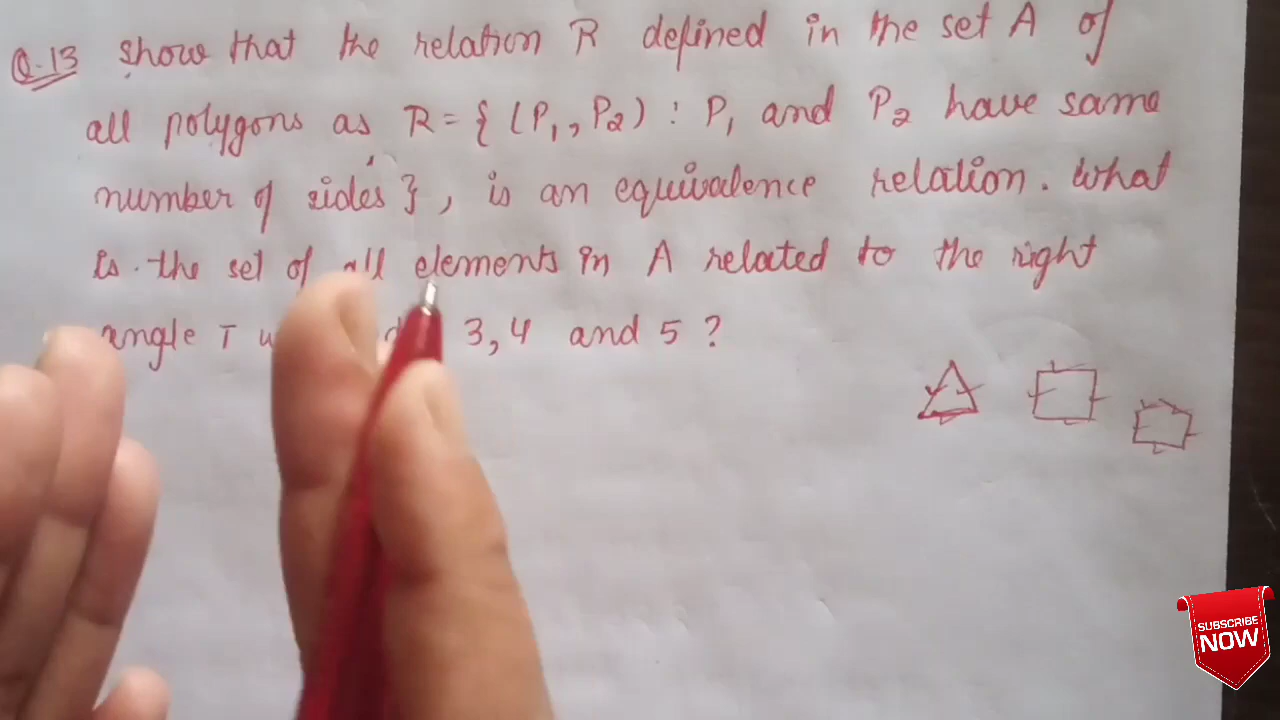 Q.13 show that the relation R defined in the set A of
all polygons as R = { (P₁, P₂) : P₁ and P₂ have same
number of sides }, is an equivalence relation. What
is the set of all elements in A related to the right
angle T 3, 4 and 5 ?
SUBSCRIBE
NOW